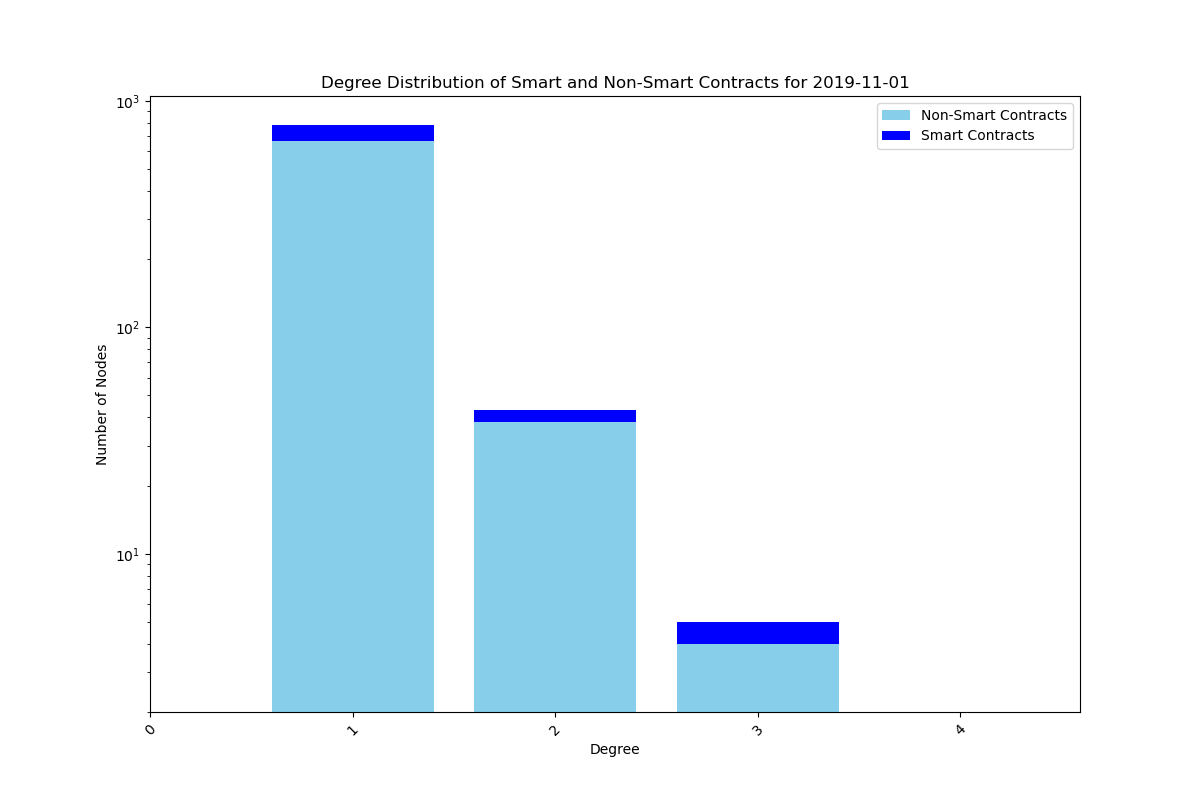 Degree Distribution of Smart and Non-Smart Contracts for 2019-11-01
Non-Smart Contracts
Smart Contracts
10³
10²
10¹
Number of Nodes
0
1
2
3
4
Degree